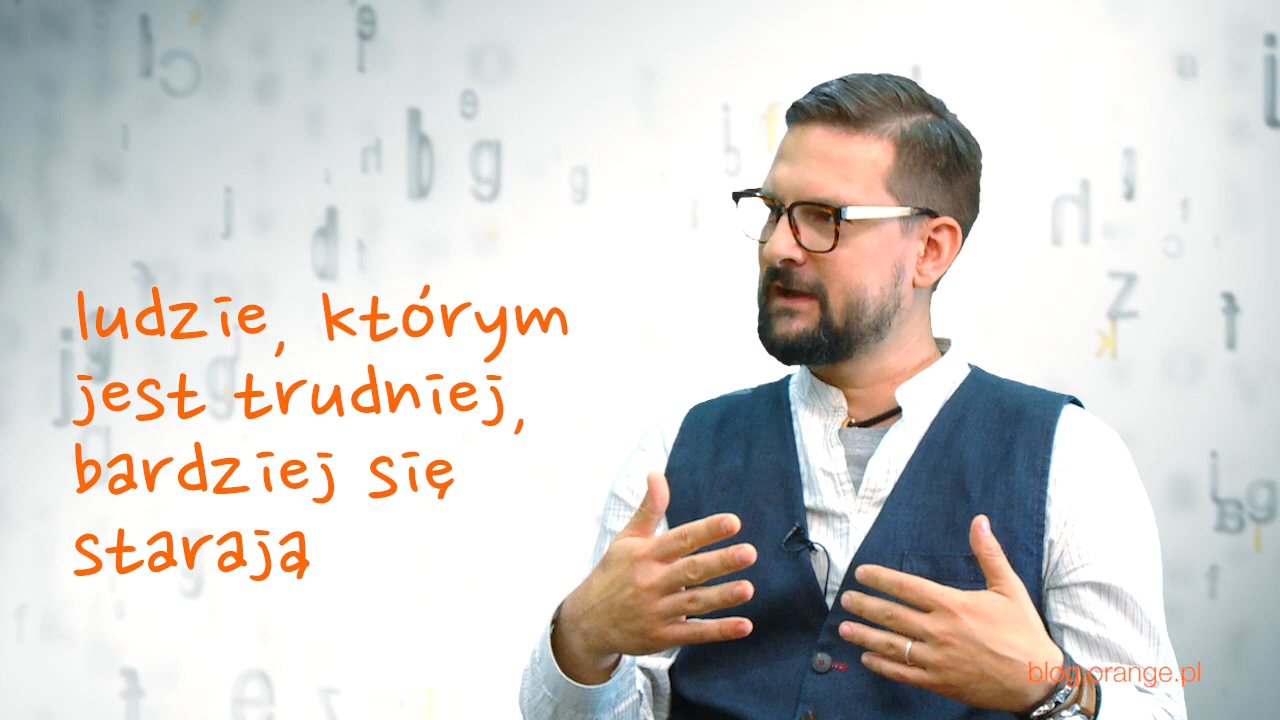 ludzie, którym
jest trudniej,
bardziej się
starają
blog.orange.pl